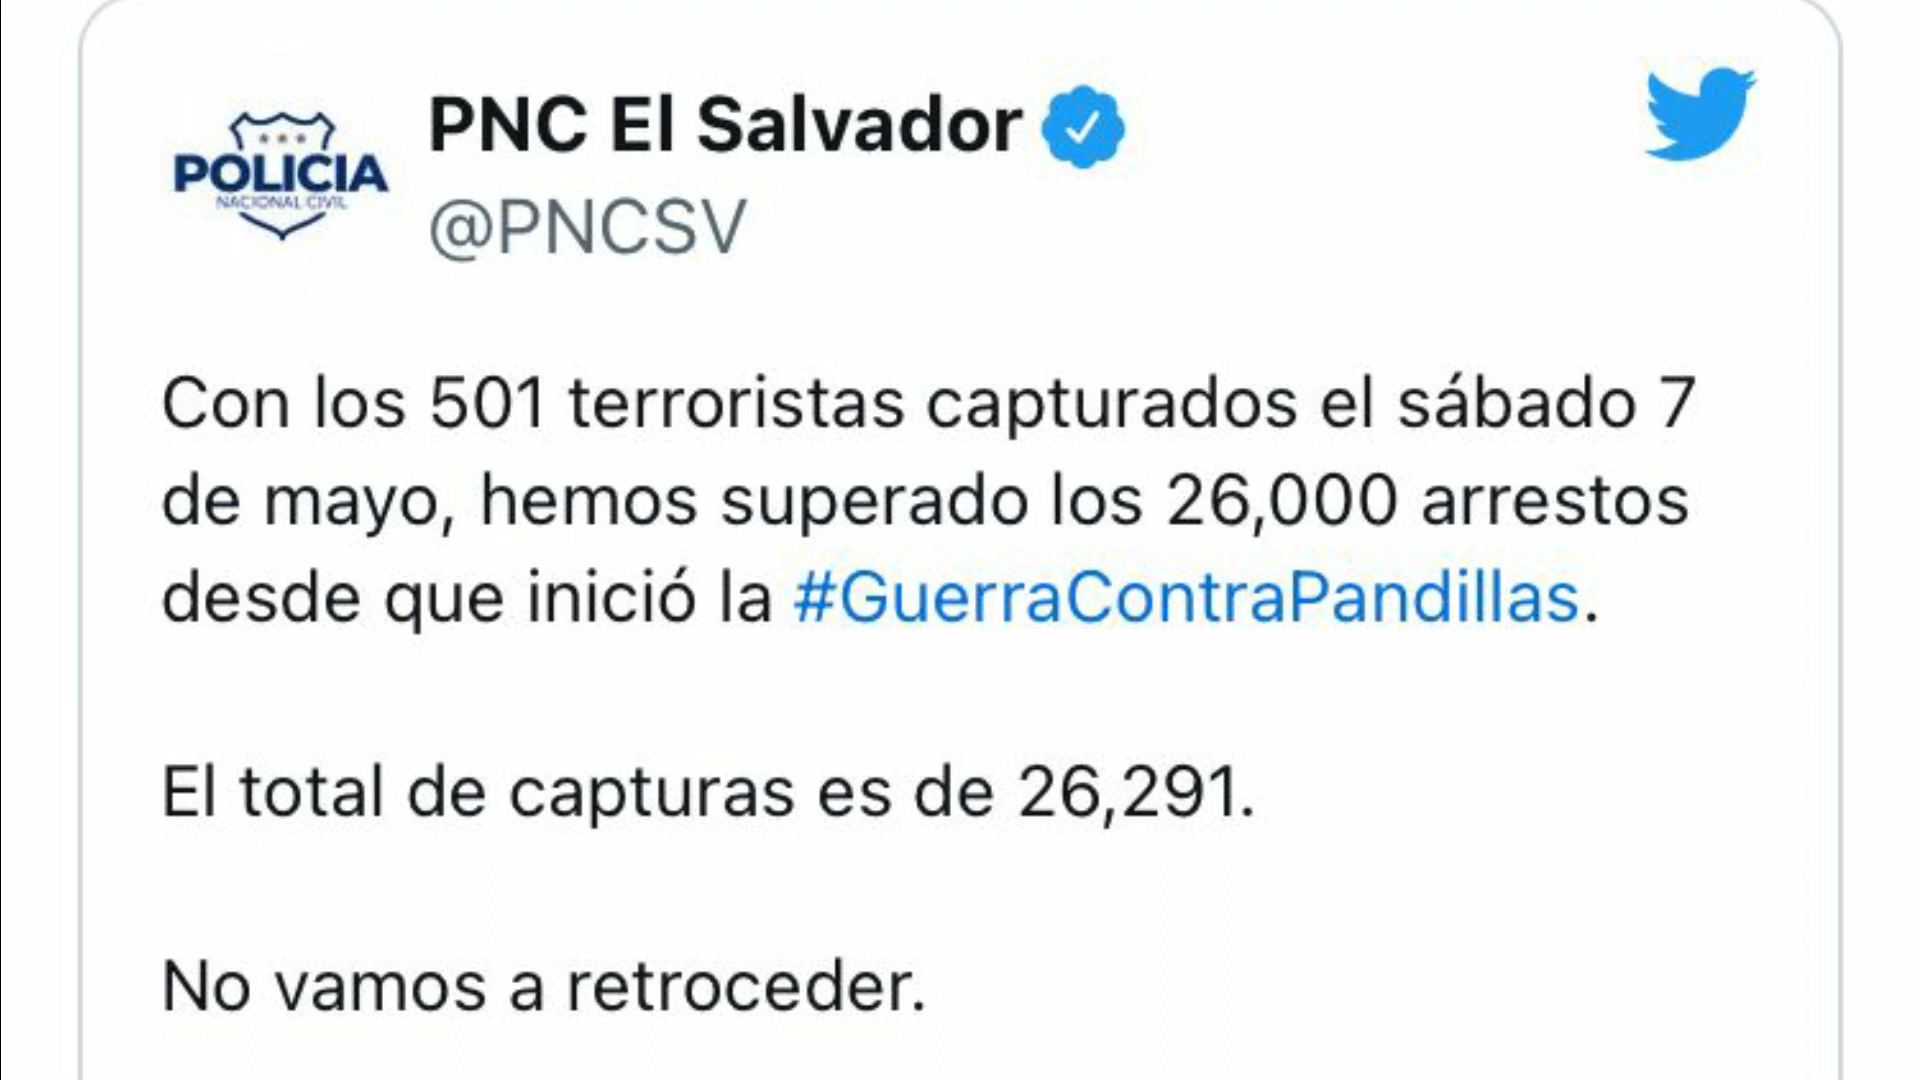 POLICIA
NACIONAL CIVIL
PNC El Salvador
@PNCSV
Con los 501 terroristas capturados el sábado 7
de mayo, hemos superado los 26,000 arrestos
desde que inició la #GuerraContraPandillas.
El total de capturas es de 26,291.
No vamos a retroceder.